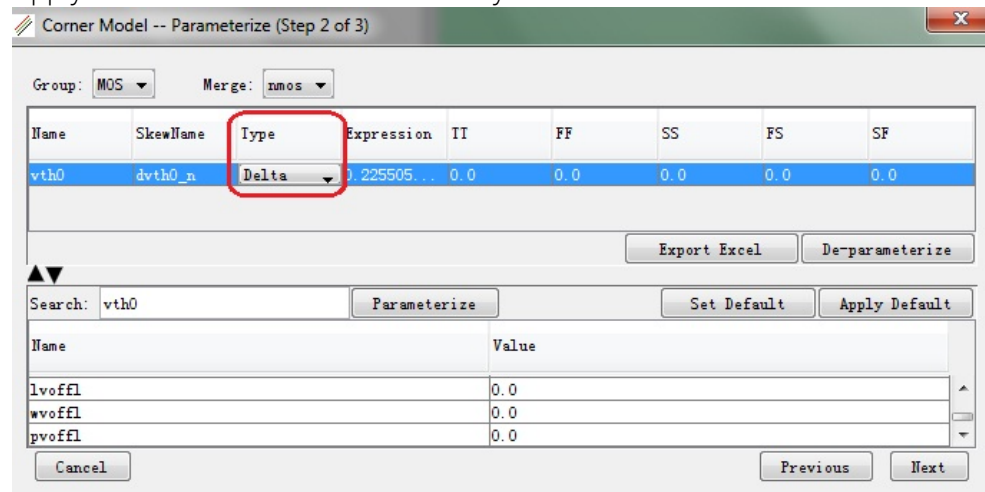 Corner Model -- Parameterize (Step 2 of 3)
Group: MOS Merge: nmos
Name SkewName Type Expression TT FF SS FS SF
vth0 dvth0_n Delta 0.225505... 0.0 0.0 0.0 0.0 0.0
Export Excel De-parameterize
Search: vth0 Parameterize Set Default Apply Default
Name Value
lvoffl 0.0
wvoffl 0.0
pvoffl 0.0
Cancel Previous Next